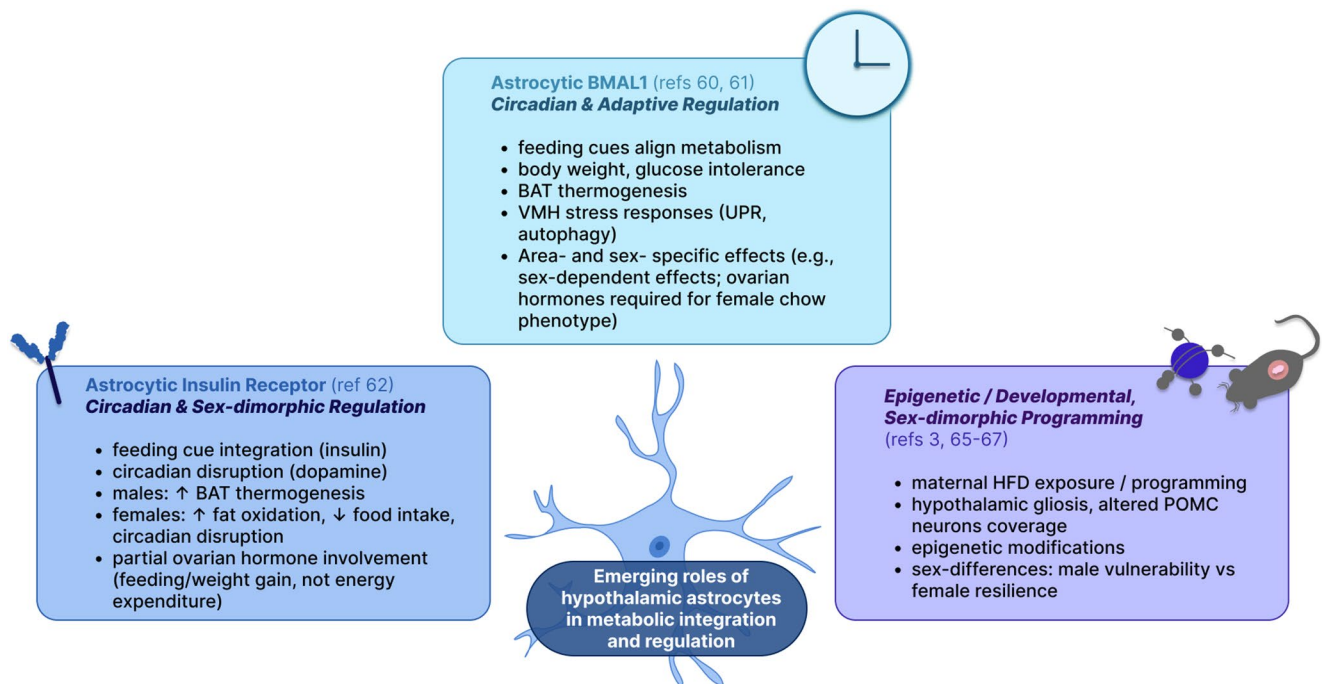 Astrocytic BMAL1 (refs 60, 61)
Circadian & Adaptive Regulation
• feeding cues align metabolism
• body weight, glucose intolerance
• BAT thermogenesis
• VMH stress responses (UPR,
autophagy)
• Area- and sex- specific effects (e.g.,
sex-dependent effects; ovarian
hormones required for female chow
phenotype)
Astrocytic Insulin Receptor (ref 62)
Circadian & Sex-dimorphic Regulation
• feeding cue integration (insulin)
• circadian disruption (dopamine)
• males: ↑ BAT thermogenesis
• females: ↑ fat oxidation, ↓ food intake,
circadian disruption
• partial ovarian hormone involvement
(feeding/weight gain, not energy
expenditure)
Emerging roles of
hypothalamic astrocytes
in metabolic integration
and regulation
Epigenetic / Developmental,
Sex-dimorphic Programming
(refs 3, 65-67)
• maternal HFD exposure / programming
• hypothalamic gliosis, altered POMC
neurons coverage
• epigenetic modifications
• sex-differences: male vulnerability vs
female resilience